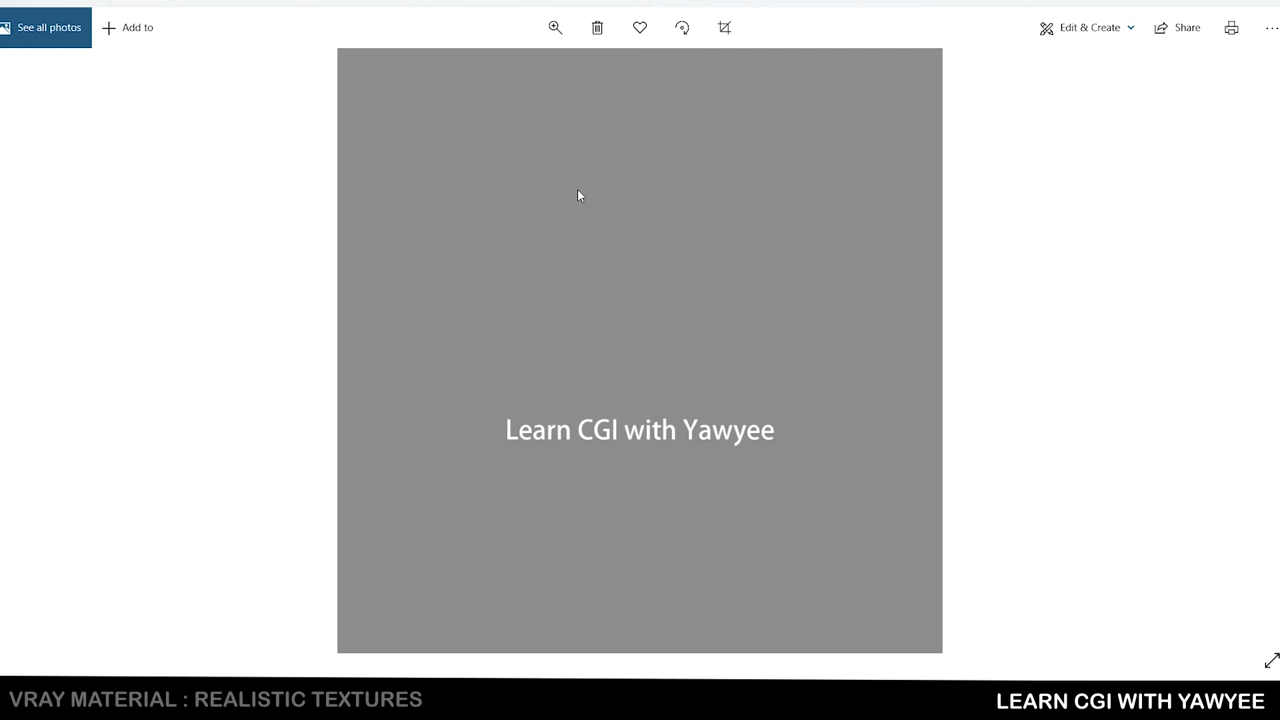 See all photos
Add to
Edit & Create
Share
Learn CGI with Yawyee
VRAY MATERIAL : REALISTIC TEXTURES
LEARN CGI WITH YAWYEE